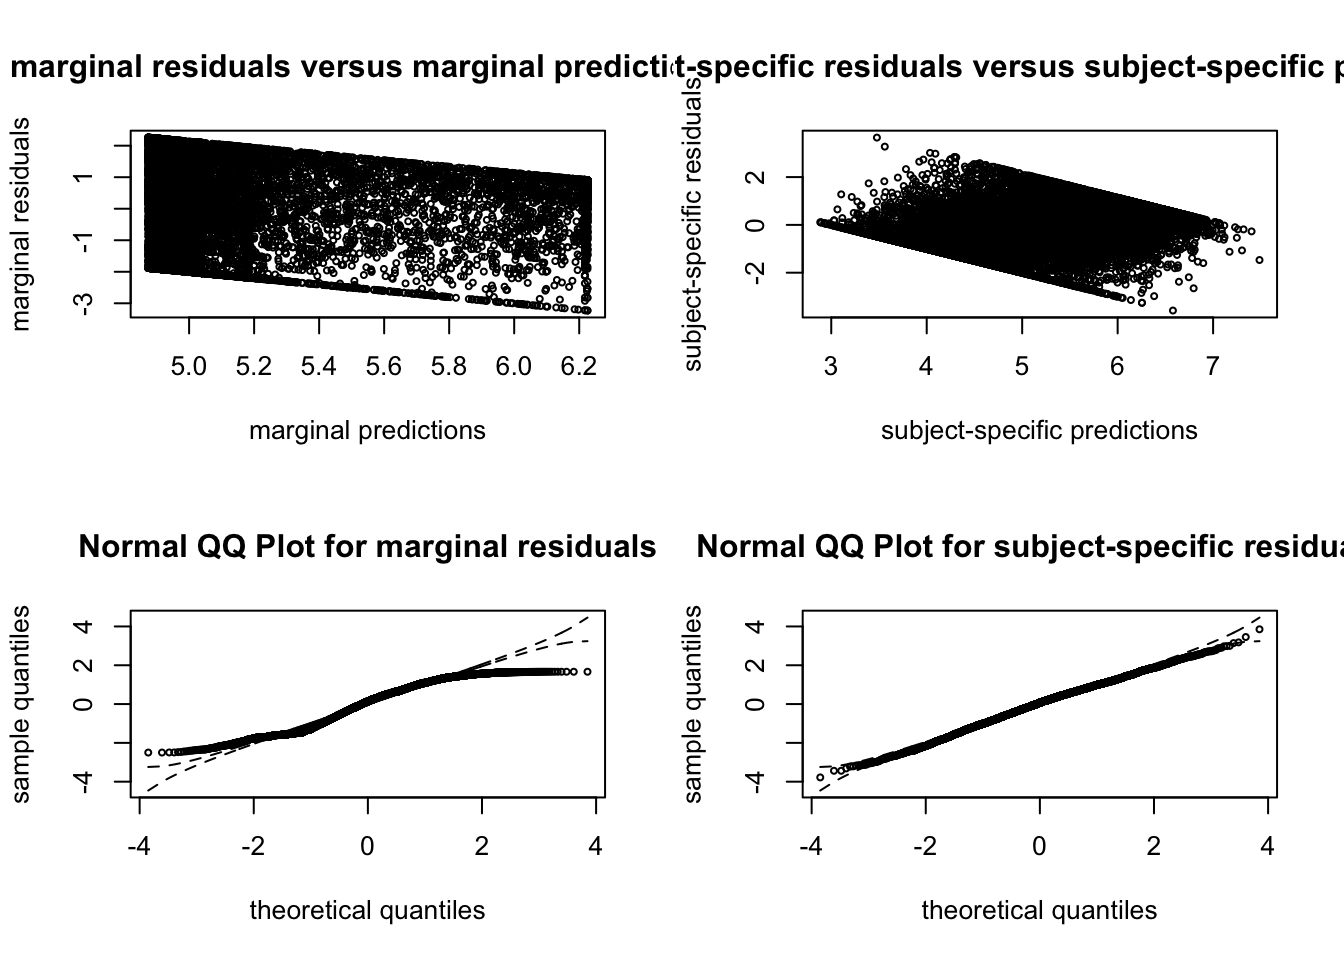 marginal residuals versus marginal predicti
t-specific residuals versus subject-specific p
marginal residuals
1
-1
-3
5.0 5.2 5.4 5.6 5.8 6.0 6.2
marginal predictions
subject-specific residuals
2
0
-2
3 4 5 6 7
subject-specific predictions
Normal QQ Plot for marginal residuals
sample quantiles
4
2
0
-4
-4 -2 0 2 4
theoretical quantiles
Normal QQ Plot for subject-specific residua
sample quantiles
4
2
0
-4
-4 -2 0 2 4
theoretical quantiles